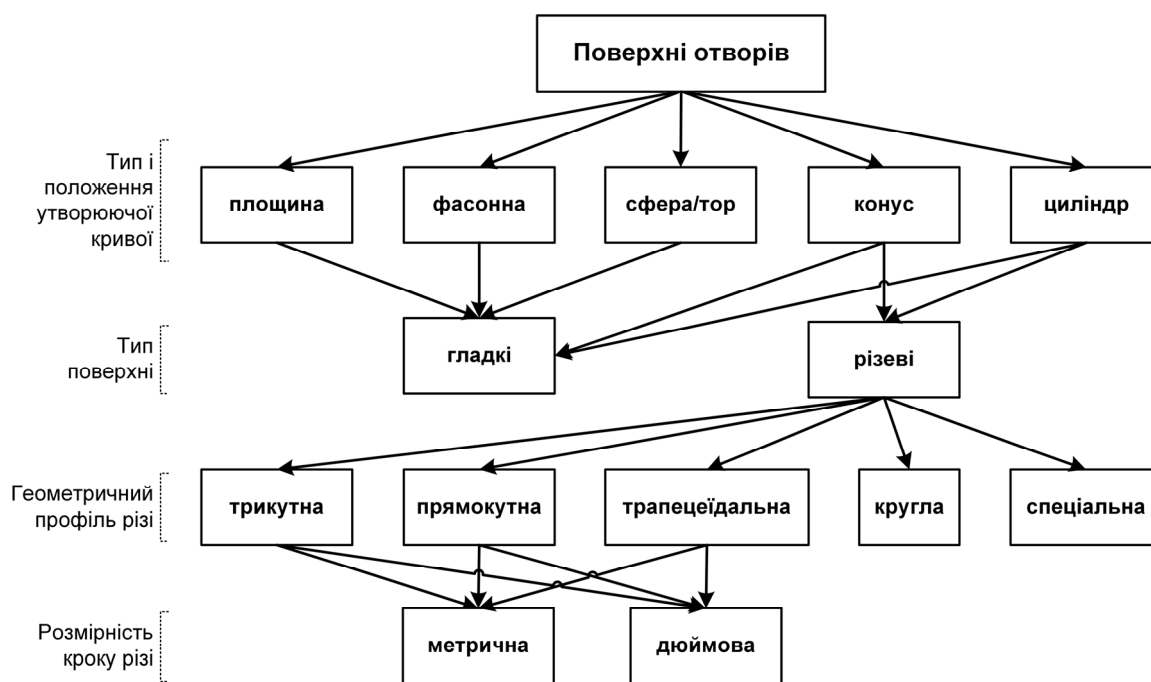 Поверхні отворів
Тип і
положення
утворюючої
кривої
площина
фасонна
сфера/тор
конус
циліндр
Тип
поверхні
гладкі
різеві
Геометричний
профіль різі
трикутна
прямокутна
трапецеїдальна
кругла
спеціальна
Розмірність
кроку різі
метрична
дюймова